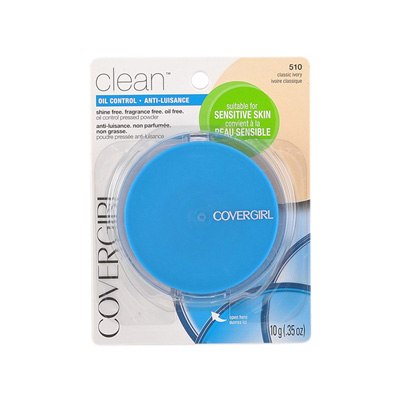 510
classic ivory
ivoire classique
clean™
OIL CONTROL • ANTI-LUISANCE
shine free. fragrance free. oil free.
oil control pressed powder
anti-luisance. non parfumée.
non grasse.
poudre pressée anti-luisance
suitable for
SENSITIVE SKIN
convient à la
PEAU SENSIBLE
COVERGIRL
COVERGIRL
open here
10 g (.35 oz)